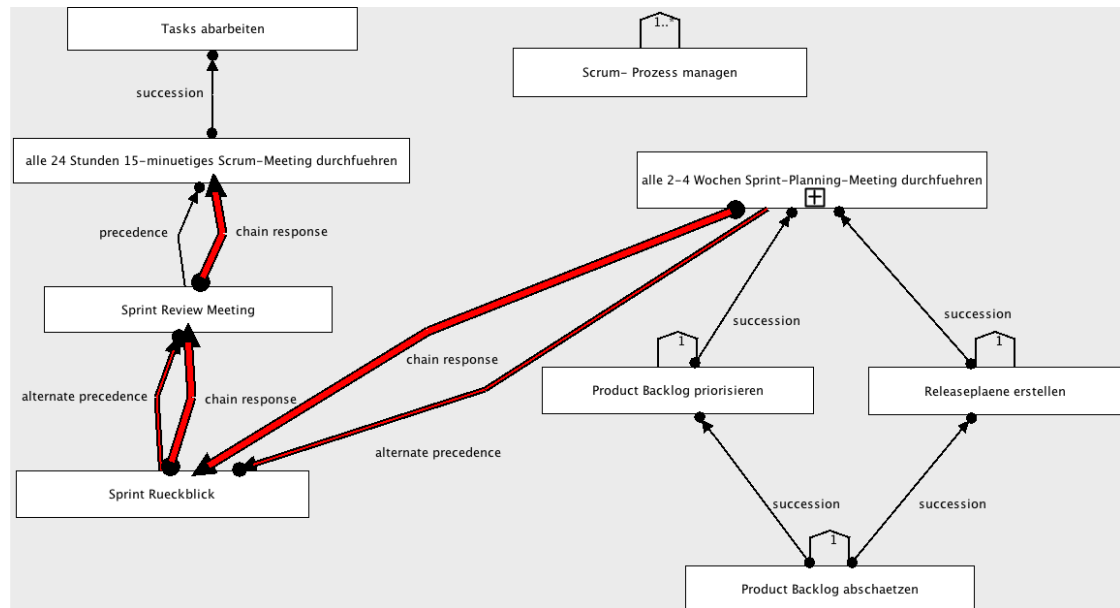 Tasks abarbeiten
1..*
Scrum- Prozess managen
succession
alle 24 Stunden 15-minuetiges Scrum-Meeting durchfuehren
alle 2-4 Wochen Sprint-Planning-Meeting durchfuehren
precedence
chain response
Sprint Review Meeting
succession
succession
1
1
chain response
Product Backlog priorisieren
Releaseplaene erstellen
alternate precedence
chain response
alternate precedence
Sprint Rueckblick
succession
succession
1
Product Backlog abschaetzen